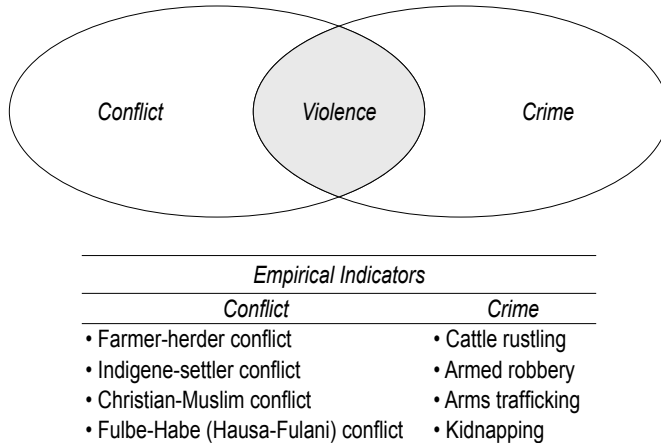 Conflict Violence Crime
Empirical Indicators
Conflict Crime
• Farmer-herder conflict • Cattle rustling
• Indigene-settler conflict • Armed robbery
• Christian-Muslim conflict • Arms trafficking
• Fulbe-Habe (Hausa-Fulani) conflict • Kidnapping